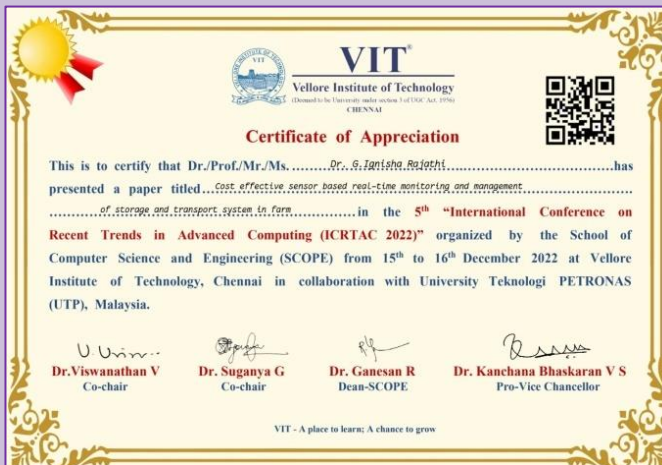 VIT®
Vellore Institute of Technology
(Deemed to be University under section 3 of UGC Act, 1956)
CHENNAI
Certificate of Appreciation
This is to certify that Dr./Prof./Mr./Ms. ............Dr. G.Ignisha Rajathi............has
presented a paper titled...Cost effective sensor based real-time monitoring and management
............of storage and transport system in farm............in the 5th "International Conference on
Recent Trends in Advanced Computing (ICRTAC 2022)" organized by the School of
Computer Science and Engineering (SCOPE) from 15th to 16th December 2022 at Vellore
Institute of Technology, Chennai in collaboration with University Teknologi PETRONAS
(UTP), Malaysia.
Dr.Viswanathan V Dr. Suganya G Dr. Ganesan R Dr. Kanchana Bhaskaran V S
Co-chair Co-chair Dean-SCOPE Pro-Vice Chancellor
VIT - A place to learn; A chance to grow